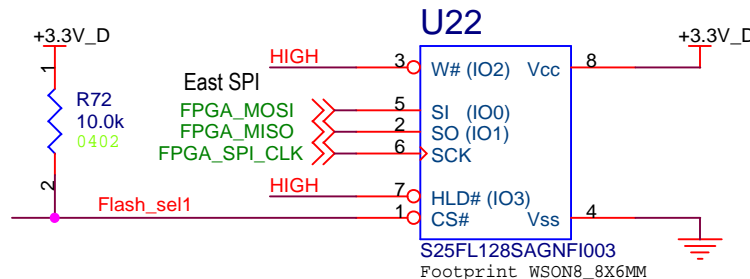 U22
+3.3V_D
+3.3V_D
HIGH
3
W# (IO2)
Vcc
8
1
R72
10.0k
0402
2
East SPI
FPGA_MOSI
5
SI (IO0)
FPGA_MISO
2
SO (IO1)
FPGA_SPI_CLK
6
SCK
HIGH
7
HLD# (IO3)
Flash_sel1
1
CS#
Vss
4
S25FL128SAGNFI003
Footprint WSON8_8X6MM